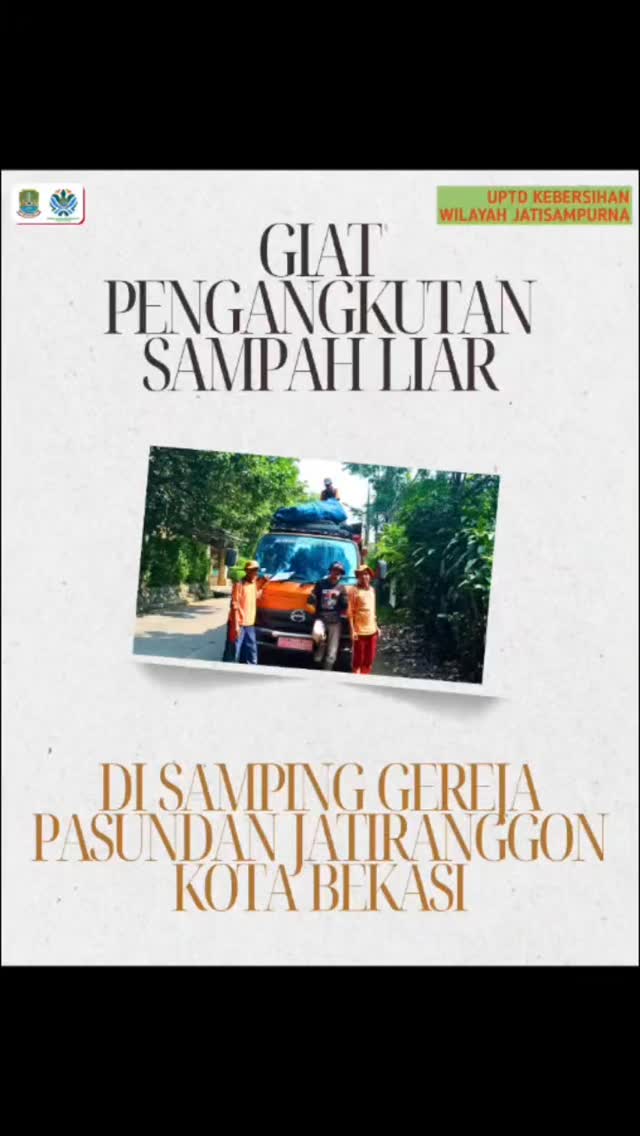 UPTD KEBERSIHAN
WILAYAH JATISAMPURNA
GIAT
PENGANGKUTAN
SAMPAH LIAR
DI SAMPING GEREJA
PASUNDAN JATIRANGGON
KOTA BEKASI